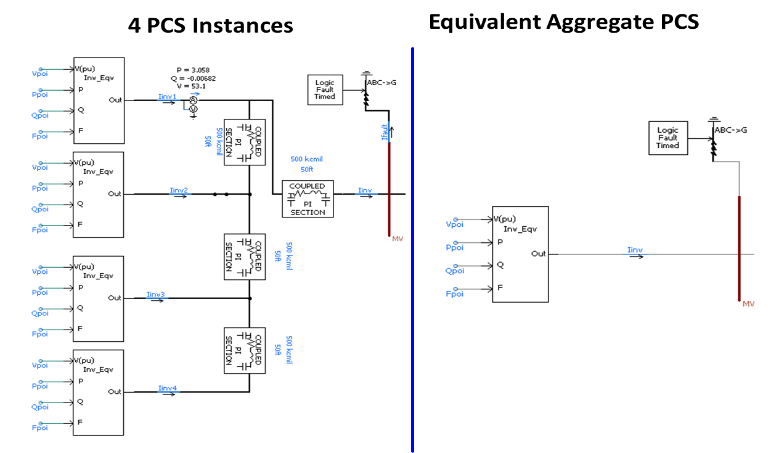 4 PCS Instances
Equivalent Aggregate PCS
P = 3.058
Q = -0.00682
V = 53.1
Vpoi
Ppoi
Qpoi
Fpoi
V(pu)
Inv_Eqv
P
Q
F
Out
Iinv1
COUPLED
PI
SECTION
500 kcmil
50ft
Vpoi
Ppoi
Qpoi
Fpoi
V(pu)
Inv_Eqv
P
Q
F
Out
Iinv2
COUPLED
PI
SECTION
500 kcmil
50ft
Vpoi
Ppoi
Qpoi
Fpoi
V(pu)
Inv_Eqv
P
Q
F
Out
Iinv3
COUPLED
PI
SECTION
500 kcmil
50ft
Vpoi
Ppoi
Qpoi
Fpoi
V(pu)
Inv_Eqv
P
Q
F
Out
Iinv4
500 kcmil
50ft
COUPLED
PI
SECTION
Iinv
Logic
Fault
Timed
ABC->G
Ifault
MV
Vpoi
Ppoi
Qpoi
Fpoi
V(pu)
Inv_Eqv
P
Q
F
Out
Iinv
Logic
Fault
Timed
ABC->G
MV